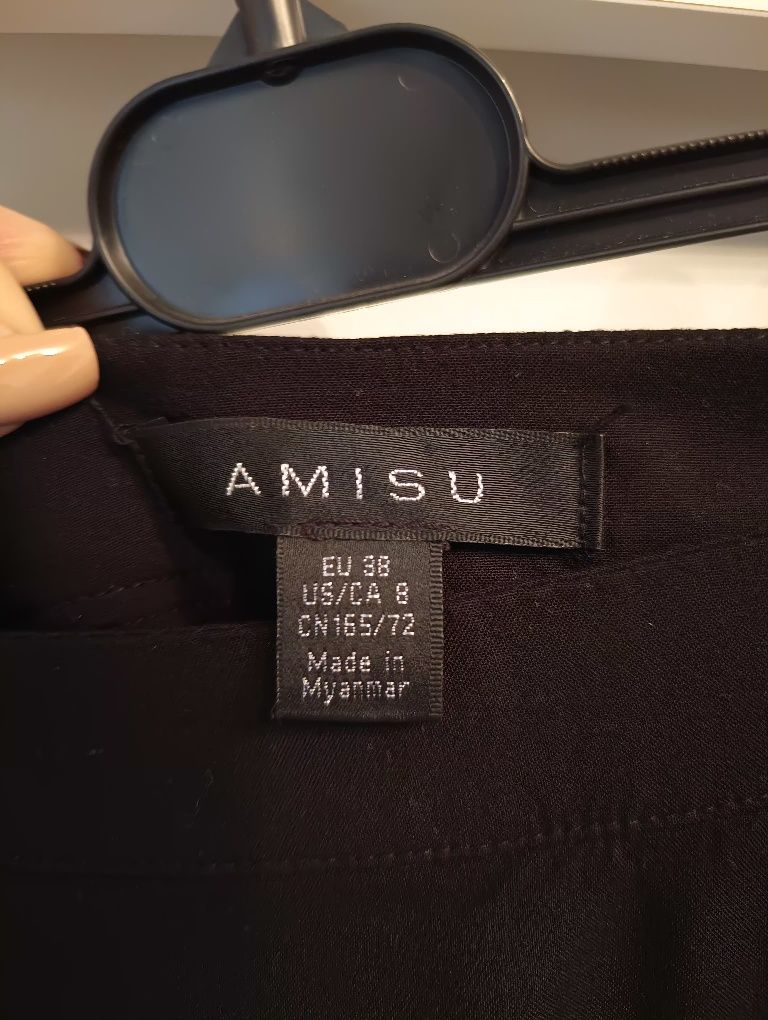 AMISU
EU 38
US/CA 8
CN165/72
Made in
Myanmar